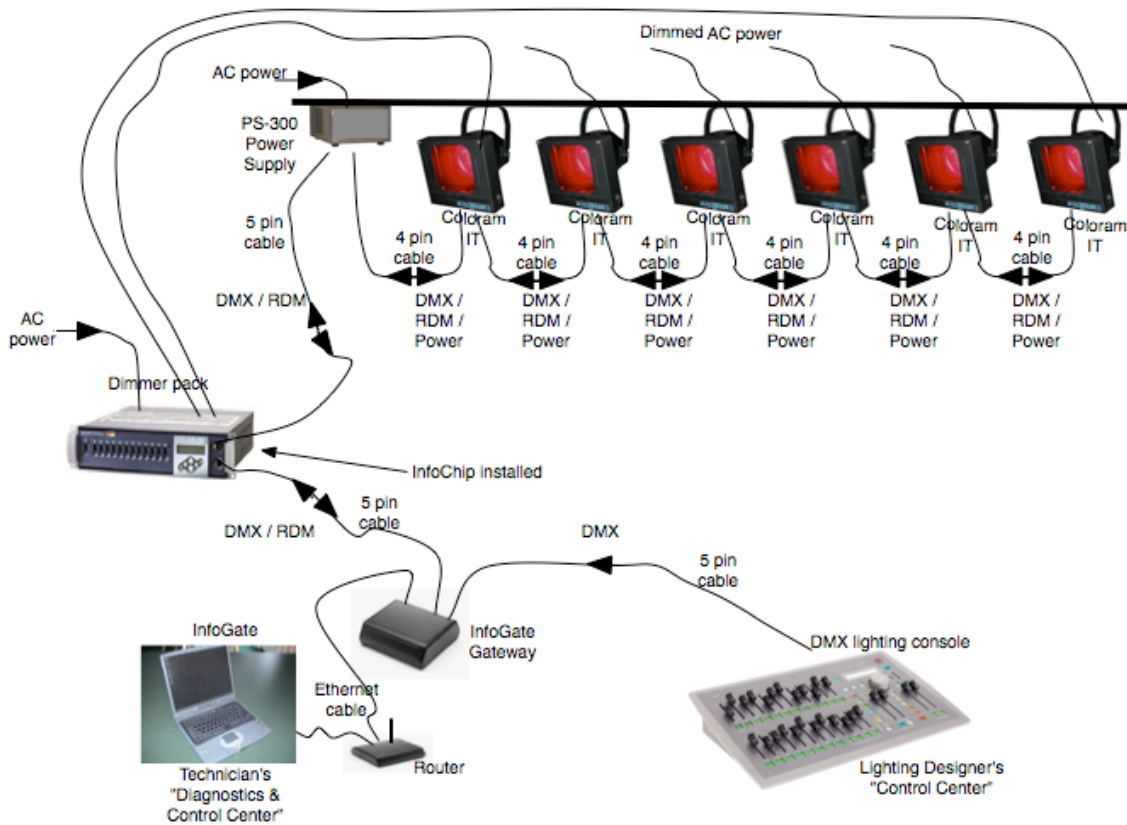 Dimmed AC power
AC power
PS-300
Power
Supply
Coloram
IT
Coloram
IT
Coloram
IT
Coloram
IT
Coloram
IT
Coloram
IT
5 pin
cable
4 pin
cable
4 pin
cable
4 pin
cable
4 pin
cable
4 pin
cable
4 pin
cable
DMX / RDM
DMX /
RDM /
Power
DMX /
RDM /
Power
DMX /
RDM /
Power
DMX /
RDM /
Power
DMX /
RDM /
Power
DMX /
RDM /
Power
AC
power
Dimmer pack
InfoChip installed
5 pin
cable
DMX / RDM
DMX
5 pin
cable
InfoGate
InfoGate
Gateway
DMX lighting console
Ethernet
cable
Router
Technician's
"Diagnostics &
Control Center"
Lighting Designer's
"Control Center"